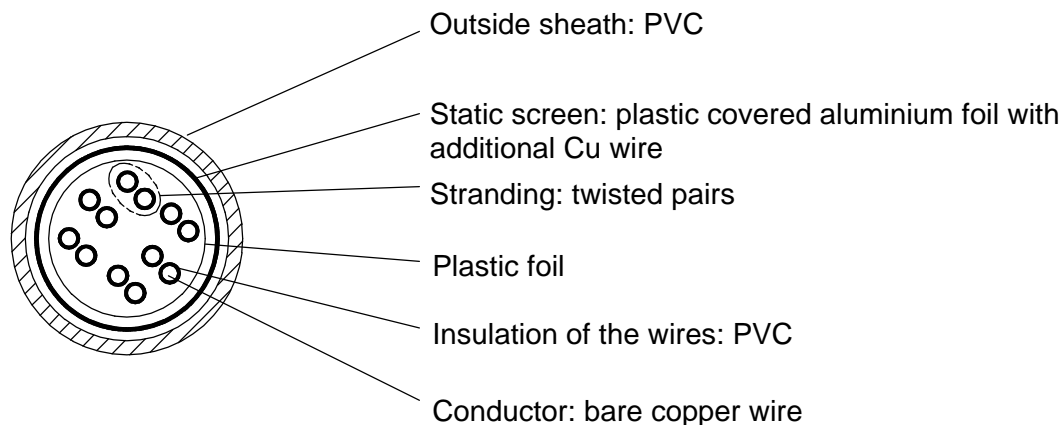 Outside sheath: PVC
Static screen: plastic covered aluminium foil with
additional Cu wire
Stranding: twisted pairs
Plastic foil
Insulation of the wires: PVC
Conductor: bare copper wire